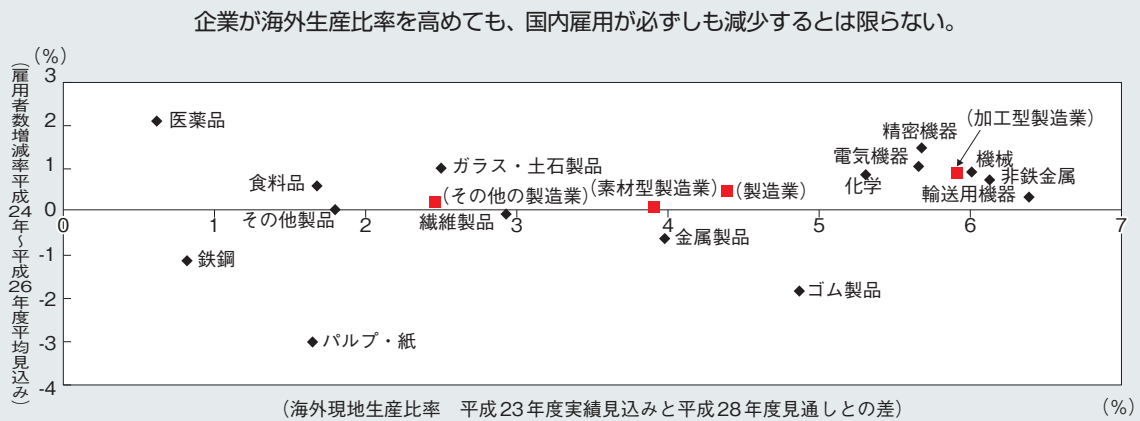 企業が海外生産比率を高めても、国内雇用が必ずしも減少するとは限らない。
(%)
(雇用者数増減率平成24年~平成26年度平均見込み)
3
2
1
0
-1
-2
-3
-4
医薬品
食料品
その他製品
鉄鋼
パルプ・紙
ガラス・土石製品
(その他の製造業)
繊維製品
(素材型製造業)
(製造業)
金属製品
ゴム製品
化学
電気機器
精密機器
(加工型製造業)
機械
非鉄金属
輸送用機器
0 1 2 3 4 5 6 7
(海外現地生産比率 平成23年度実績見込みと平成28年度見通しとの差)
(%)